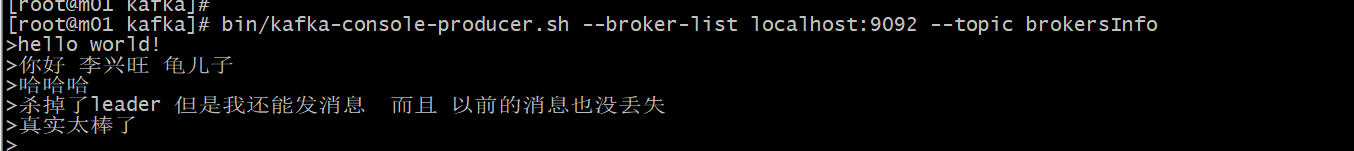 [root@m01 kafka]#
[root@m01 kafka]# bin/kafka-console-producer.sh --broker-list localhost:9092 --topic brokersInfo
>hello world!
>你好 李兴旺 龟儿子
>哈哈哈
>杀掉了leader 但是我还能发消息  而且 以前的消息也没丢失
>真实太棒了
>